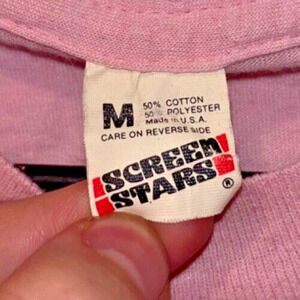 M 50% COTTON
50% POLYESTER
Made in U.S.A.
CARE ON REVERSE SIDE
SCREEN
STARS ®